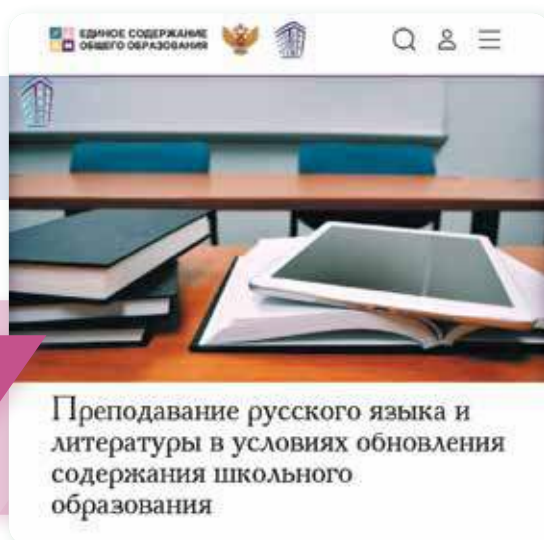 ЕДИНОЕ СОДЕРЖАНИЕ
ОБЩЕГО ОБРАЗОВАНИЯ
Преподавание русского языка и
литературы в условиях обновления
содержания школьного
образования